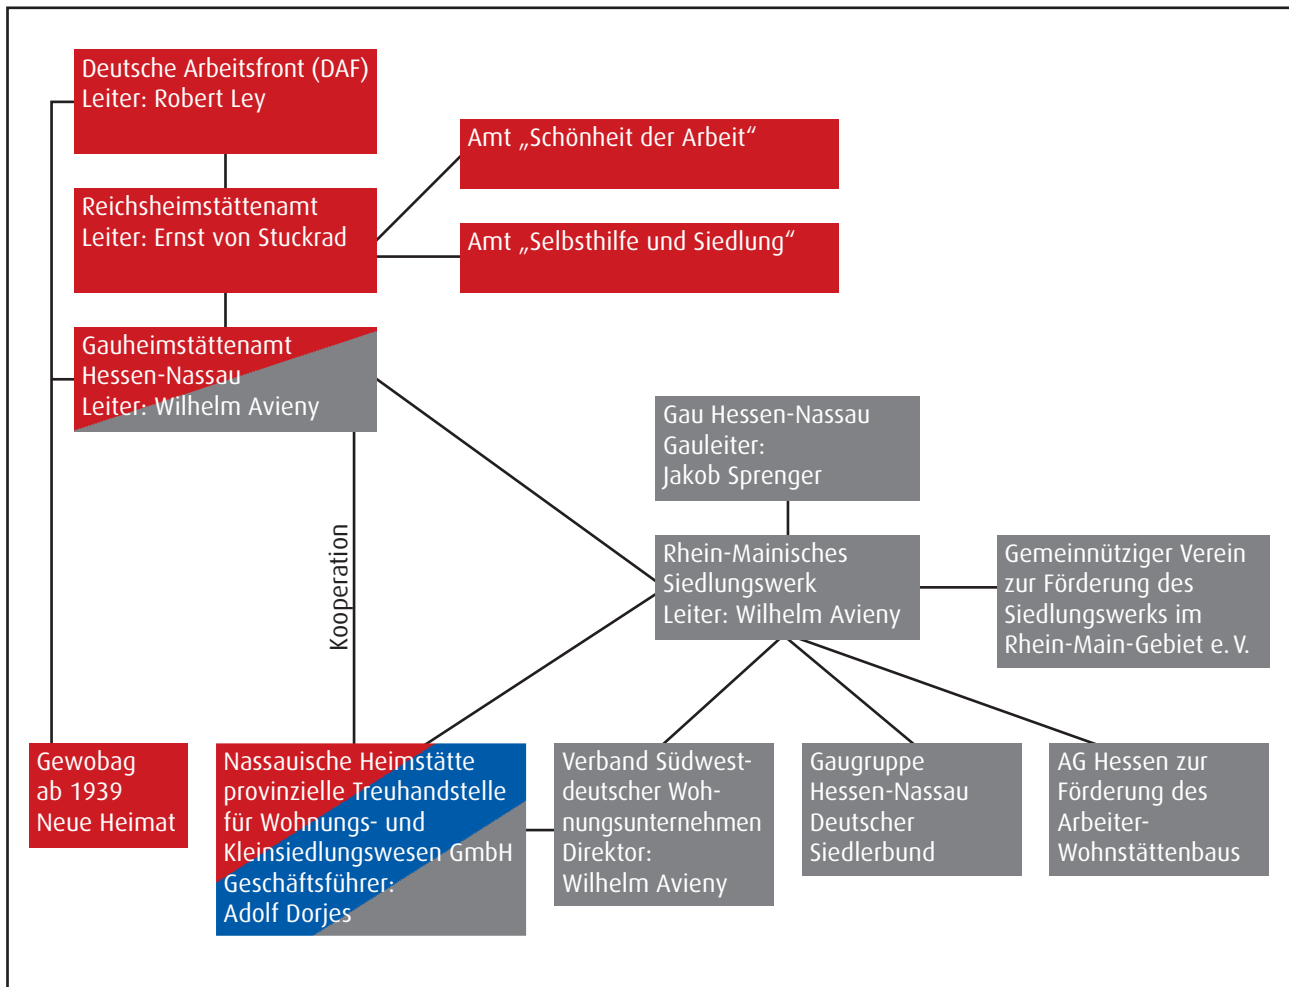 Deutsche Arbeitsfront (DAF)
Leiter: Robert Ley
Amt „Schönheit der Arbeit“
Reichsheimstättenamt
Leiter: Ernst von Stuckrad
Amt „Selbsthilfe und Siedlung“
Gauheimstättenamt
Hessen-Nassau
Leiter: Wilhelm Avieny
Gau Hessen-Nassau
Gauleiter:
Jakob Sprenger
Kooperation
Rhein-Mainisches
Siedlungswerk
Leiter: Wilhelm Avieny
Gemeinnütziger Verein
zur Förderung des
Siedlungswerks im
Rhein-Main-Gebiet e. V.
Gewobag
ab 1939
Neue Heimat
Nassauische Heimstätte
provinzielle Treuhandstelle
für Wohnungs- und
Kleinsiedlungswesen GmbH
Geschäftsführer:
Adolf Dorjes
Verband Südwest-
deutscher Woh-
nungsunternehmen
Direktor:
Wilhelm Avieny
Gaugruppe
Hessen-Nassau
Deutscher
Siedlerbund
AG Hessen zur
Förderung des
Arbeiter-
Wohnstättenbaus